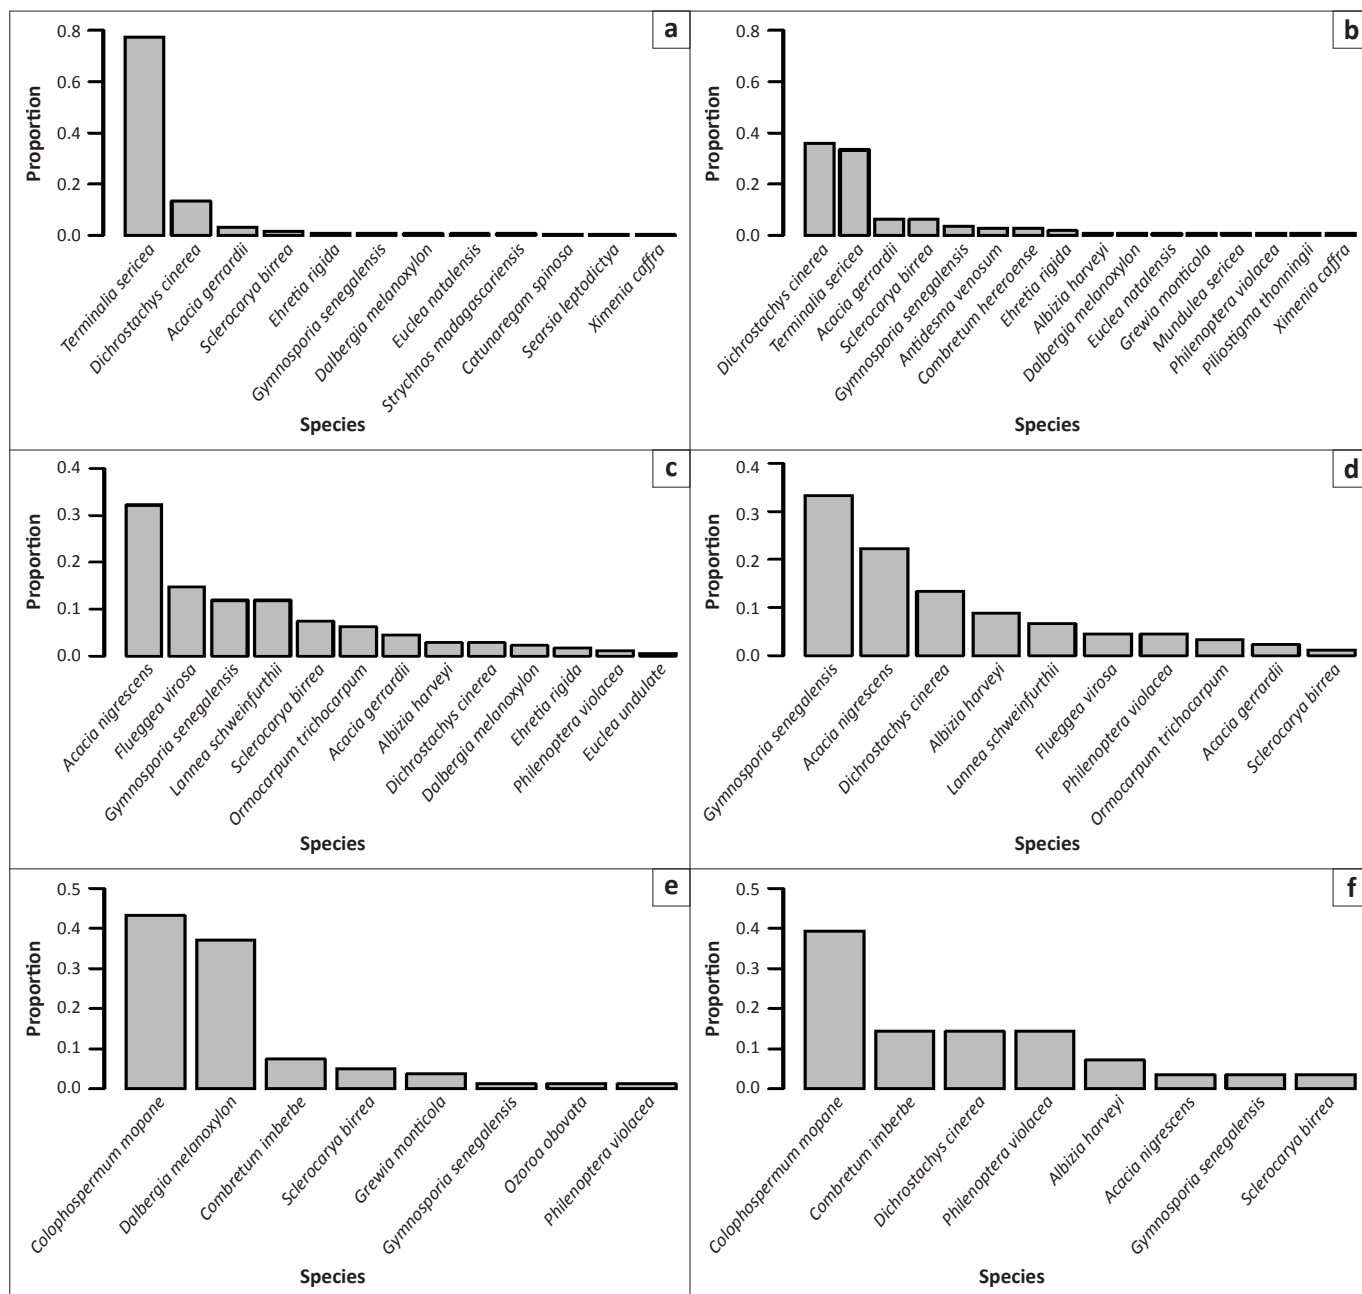 a
0.8
0.6
0.4
0.2
0.0
Proportion
Terminalia sericea
Dichrostachys cinerea
Acacia gerrardii
Sclerocarya birrea
Ehretia rigida
Gymnosporia senegalensis
Dalbergia melanoxylon
Euclea natalensis
Strychnos madagascariensis
Catunaregam spinosa
Searsia leptodictya
Ximenia caffra
Species
b
0.8
0.6
0.4
0.2
0.0
Proportion
Dichrostachys cinerea
Terminalia sericea
Acacia gerrardii
Sclerocarya birrea
Gymnosporia senegalensis
Antidesma venosum
Combretum hereroense
Ehretia rigida
Albizia harveyi
Dalbergia melanoxylon
Euclea natalensis
Grewia monticola
Mundulea sericea
Philenoptera violacea
Piliostigma thonningii
Ximenia caffra
Species
c
0.4
0.3
0.2
0.1
0.0
Proportion
Acacia nigrescens
Flueggea virosa
Gymnosporia senegalensis
Lannea schweinfurthii
Sclerocarya birrea
Ormocarpum trichocarpum
Acacia gerrardii
Albizia harveyi
Dichrostachys cinerea
Dalbergia melanoxylon
Ehretia rigida
Philenoptera violacea
Euclea undulate
Species
d
0.4
0.3
0.2
0.1
0.0
Proportion
Gymnosporia senegalensis
Acacia nigrescens
Dichrostachys cinerea
Albizia harveyi
Lannea schweinfurthii
Flueggea virosa
Philenoptera violacea
Ormocarpum trichocarpum
Acacia gerrardii
Sclerocarya birrea
Species
e
0.5
0.4
0.3
0.2
0.1
0.0
Proportion
Colophospermum mopane
Dalbergia melanoxylon
Combretum imberbe
Sclerocarya birrea
Grewia monticola
Gymnosporia senegalensis
Ozoroa obovata
Philenoptera violacea
Species
f
0.5
0.4
0.3
0.2
0.1
0.0
Proportion
Colophospermum mopane
Combretum imberbe
Dichrostachys cinerea
Philenoptera violacea
Albizia harveyi
Acacia nigrescens
Gymnosporia senegalensis
Sclerocarya birrea
Species